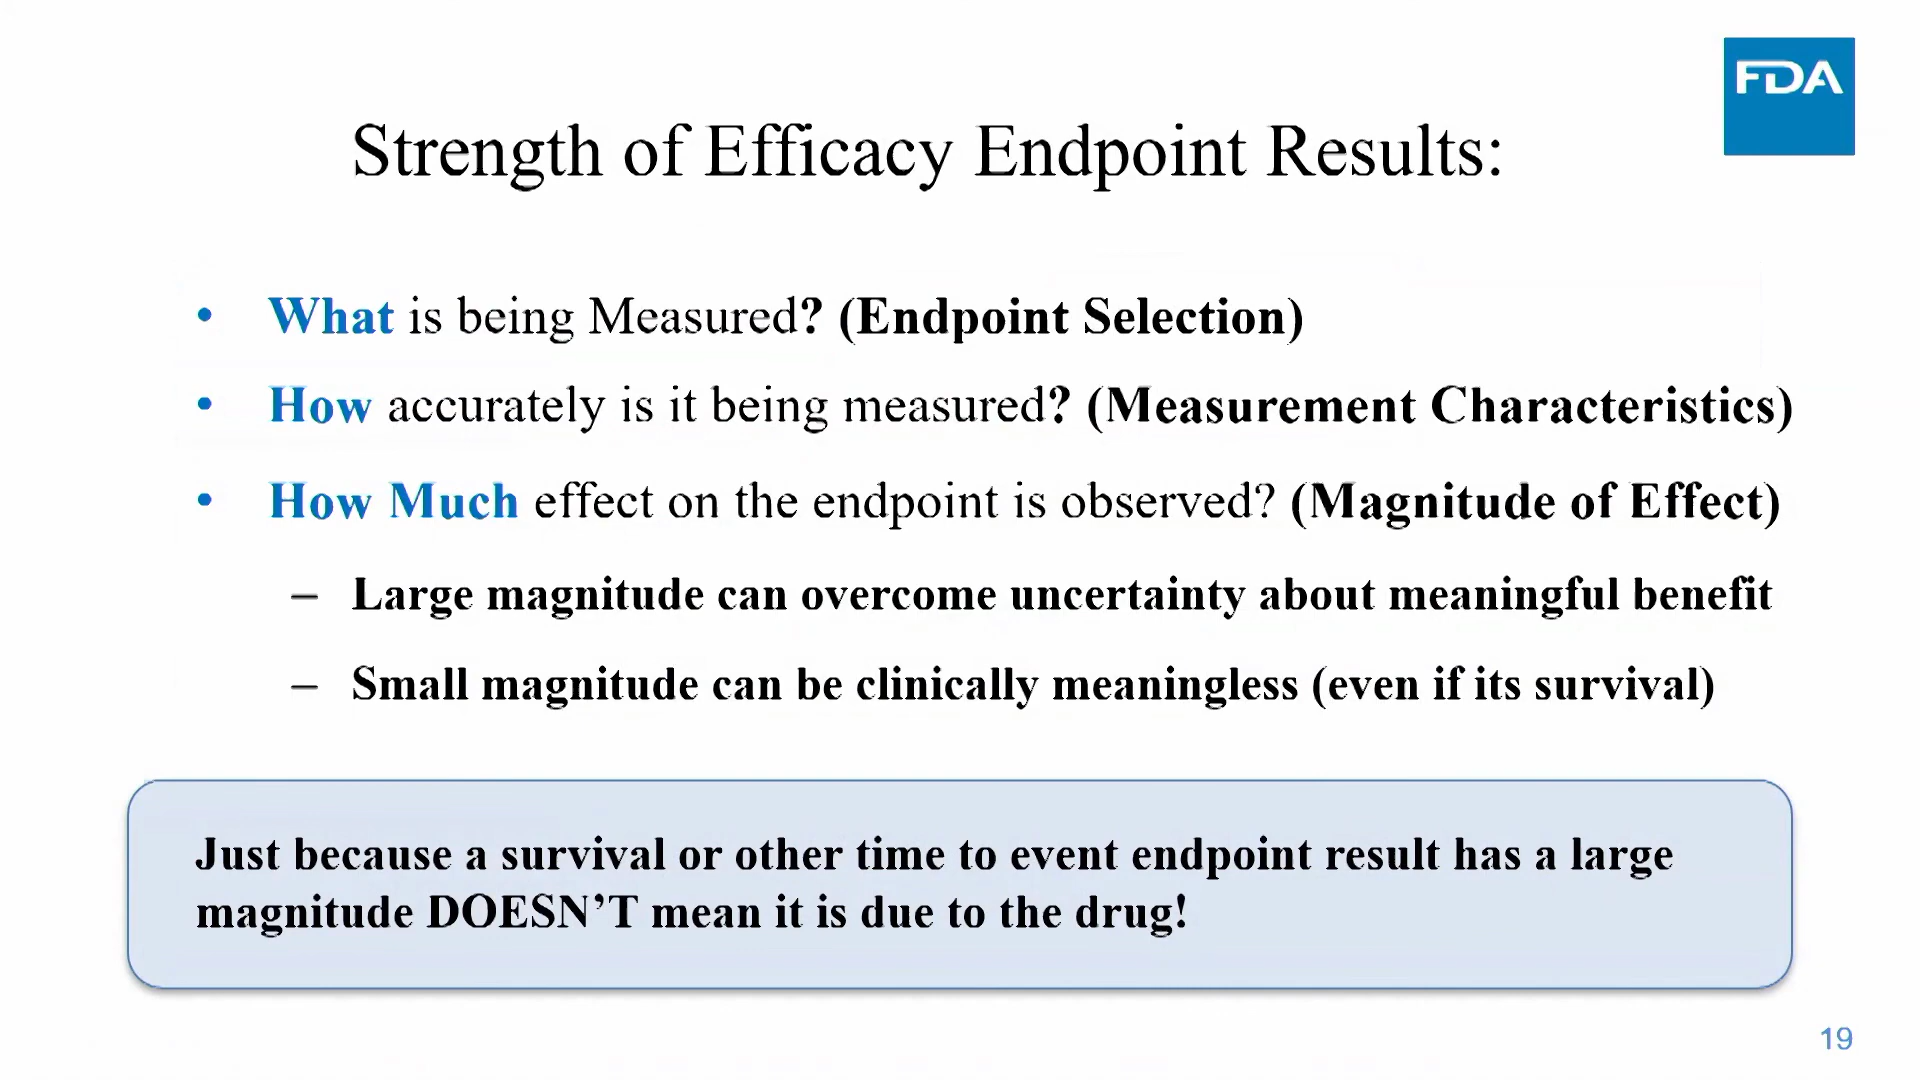 FDA
Strength of Efficacy Endpoint Results:
• What is being Measured? (Endpoint Selection)
• How accurately is it being measured? (Measurement Characteristics)
• How Much effect on the endpoint is observed? (Magnitude of Effect)
– Large magnitude can overcome uncertainty about meaningful benefit
– Small magnitude can be clinically meaningless (even if its survival)
Just because a survival or other time to event endpoint result has a large
magnitude DOESN’T mean it is due to the drug!
19